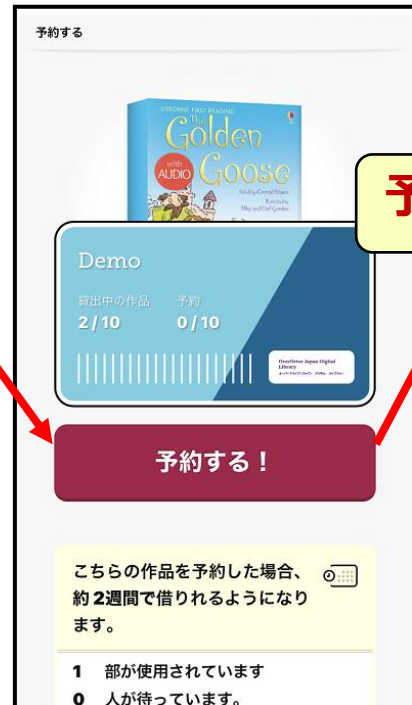 予約する
USBORNE FIRST READING
The
Golden
Goose
with
AUDIO
予
Demo
貸出中の作品 予約
2/10 0/10
OverDrive Japan Digital
Library
予約する！
こちらの作品を予約した場合、
約2週間で借りれるようになり
ます。
1 部が使用されています
0 人が待っています。